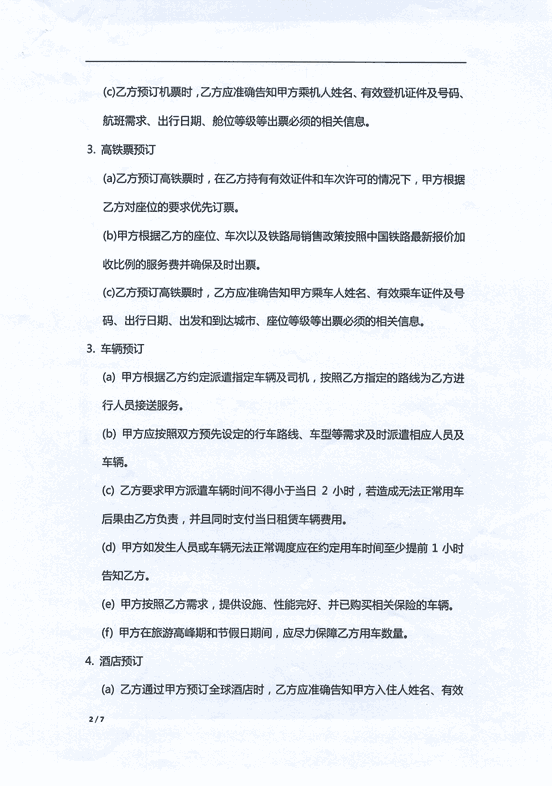 (c)乙方预订机票时,乙方应准确告知甲方乘机人姓名、有效登机证件及号码、
航班需求、出行日期、舱位等级等出票必须的相关信息。
3. 高铁票预订
(a)乙方预订高铁票时，在乙方持有有效证件和车次许可的情况下，甲方根据
乙方对座位的要求优先订票。
(b)甲方根据乙方的座位、车次以及铁路局销售政策按照中国铁路最新报价加
收比例的服务费并确保及时出票。
(c)乙方预订高铁票时，乙方应准确告知甲方乘车人姓名、有效乘车证件及号
码、出行日期、出发和到达城市、座位等级等出票必须的相关信息。
3. 车辆预订
(a) 甲方根据乙方约定派遣指定车辆及司机，按照乙方指定的路线为乙方进
行人员接送服务。
(b) 甲方应按照双方预先设定的行车路线、车型等需求及时派遣相应人员及
车辆。
(c) 乙方要求甲方派遣车辆时间不得小于当日 2 小时，若造成无法正常用车
后果由乙方负责，并且同时支付当日租赁车辆费用。
(d) 甲方如发生人员或车辆无法正常调度应在约定用车时间至少提前 1 小时
告知乙方。
(e) 甲方按照乙方需求，提供设施、性能完好、并已购买相关保险的车辆。
(f) 甲方在旅游高峰期和节假日期间，应尽力保障乙方用车数量。
4. 酒店预订
(a) 乙方通过甲方预订全球酒店时，乙方应准确告知甲方入住人姓名、有效
2 / 7